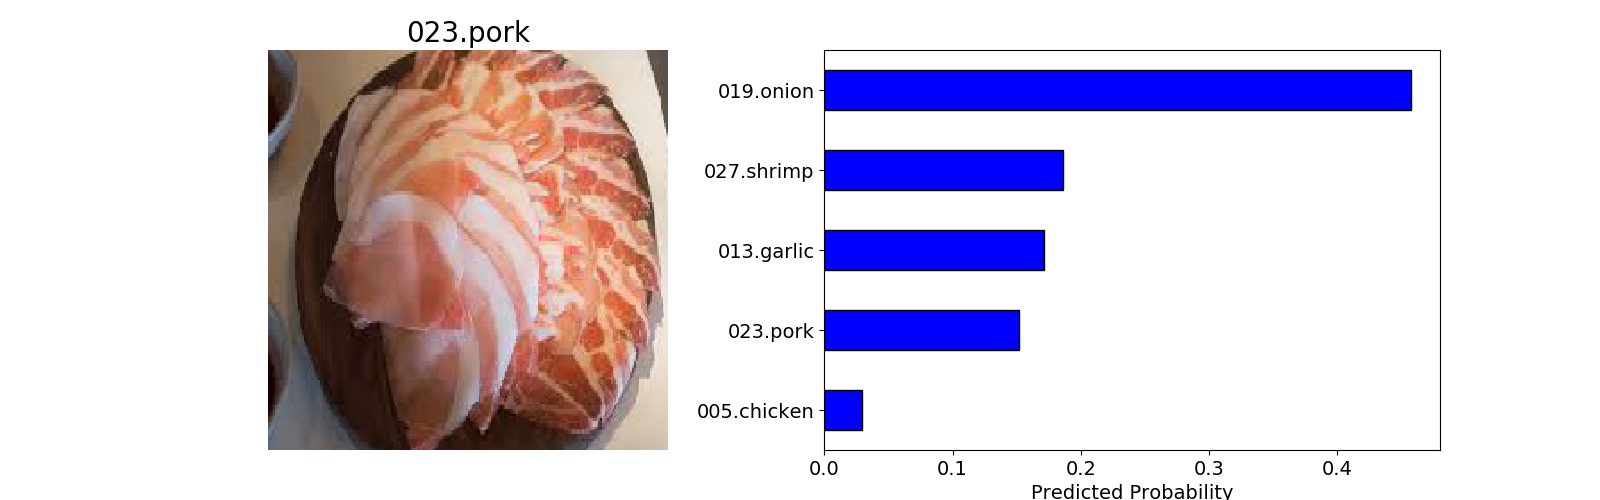 023.pork
019.onion
027.shrimp
013.garlic
023.pork
005.chicken
0.0 0.1 0.2 0.3 0.4
Predicted Probability